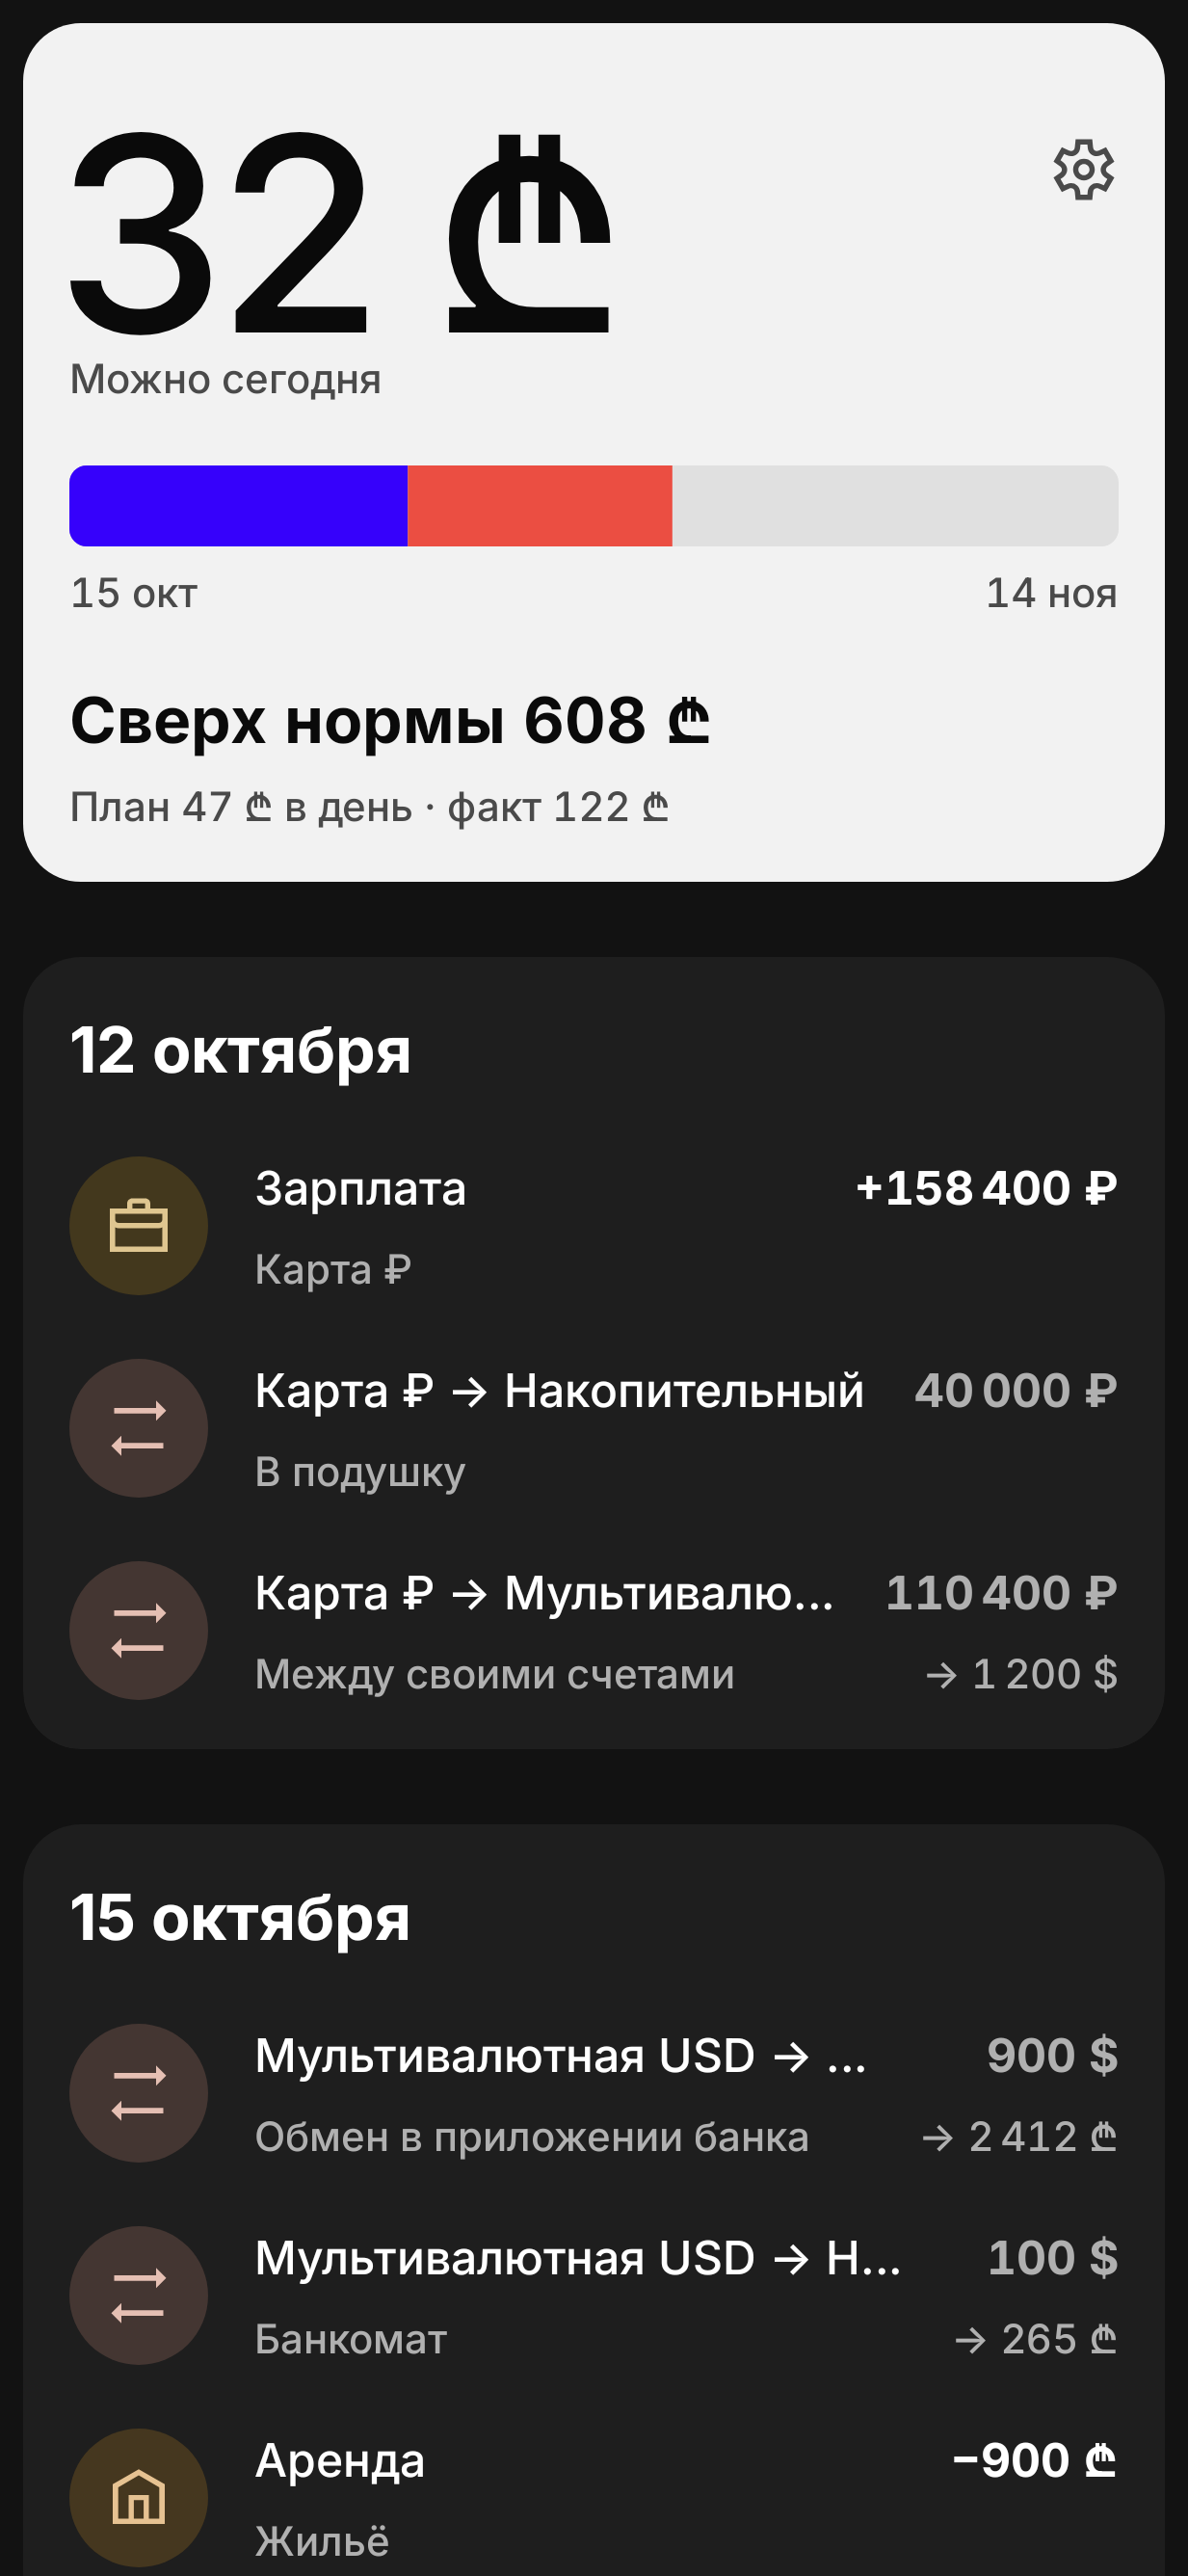 32 ₾
Можно сегодня
15 окт
14 ноя
Сверх нормы 608 ₾
План 47 ₾ в день · факт 122 ₾
12 октября
Зарплата
+158 400 ₽
Карта ₽
Карта ₽ → Накопительный
40 000 ₽
В подушку
Карта ₽ → Мультивалю...
110 400 ₽
Между своими счетами
→ 1 200 $
15 октября
Мультивалютная USD → ...
900 $
Обмен в приложении банка
→ 2 412 ₾
Мультивалютная USD → Н...
100 $
Банкомат
→ 265 ₾
Аренда
−900 ₾
Жильё